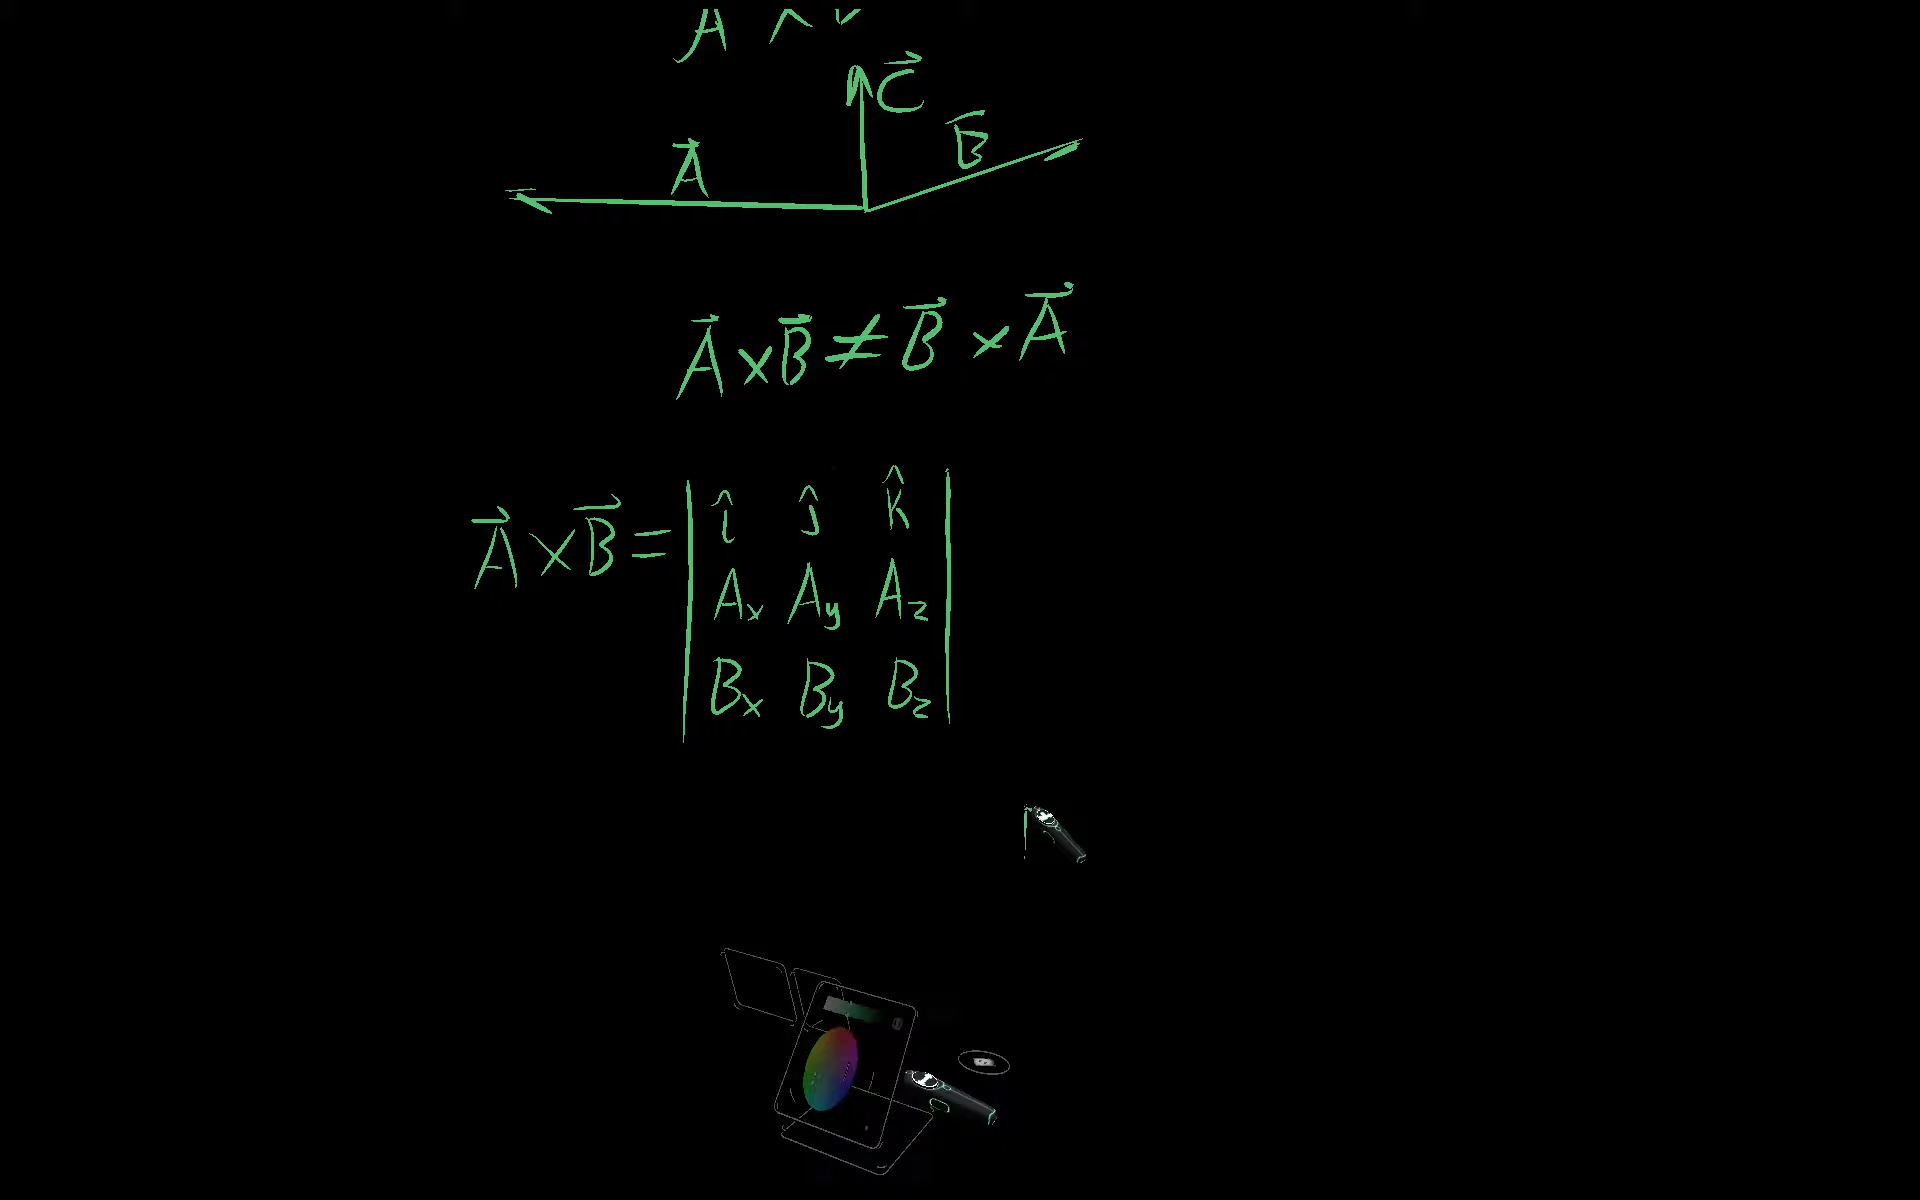 C⃗
B⃗
A⃗
A⃗ × B⃗ ≠ B⃗ × A⃗
A⃗ × B⃗ = | î ĵ k̂ |
| Ax Ay Az |
| Bx By Bz |